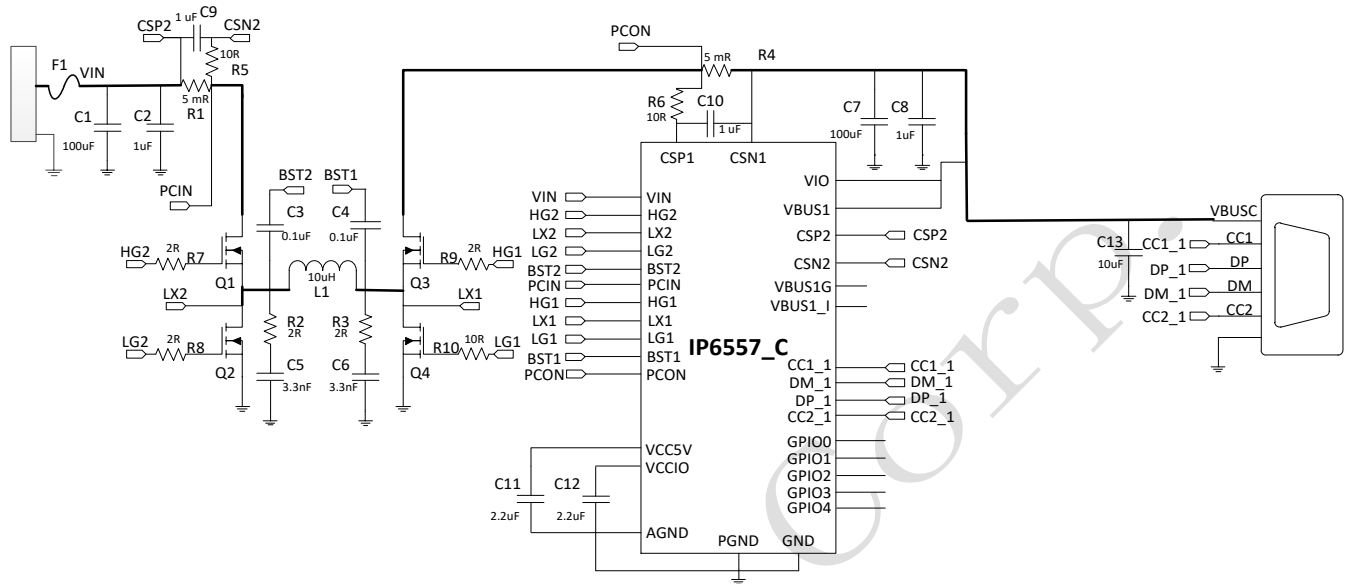 C9
1 uF
CSP2
CSN2
10R
R5
F1
VIN
5 mR
R1
C1
100uF
C2
1uF
PCIN
BST2
BST1
C3
0.1uF
C4
0.1uF
HG2
2R
R7
Q1
10uH
L1
R9
2R
HG1
Q3
LX2
LX1
LG2
2R
R8
Q2
R2
2R
R3
2R
R10
10R
LG1
Q4
C5
3.3nF
C6
3.3nF
PCON
5 mR
R4
R6
10R
C10
1 uF
C7
100uF
C8
1uF
CSP1
CSN1
VIN
HG2
LX2
LG2
BST2
PCIN
HG1
LX1
LG1
BST1
PCON
VIN
HG2
LX2
LG2
BST2
PCIN
HG1
LX1
LG1
BST1
PCON
IP6557_C
VCC5V
VCCIO
AGND
PGND
GND
C11
2.2uF
C12
2.2uF
VIO
VBUS1
CSP2
CSN2
VBUS1G
VBUS1_I
CC1_1
DM_1
DP_1
CC2_1
GPIO0
GPIO1
GPIO2
GPIO3
GPIO4
CSP2
CSN2
CC1_1
DM_1
DP_1
CC2_1
C13
10uF
VBUSC
CC1_1
CC1
DP_1
DP
DM_1
DM
CC2_1
CC2
Corp.